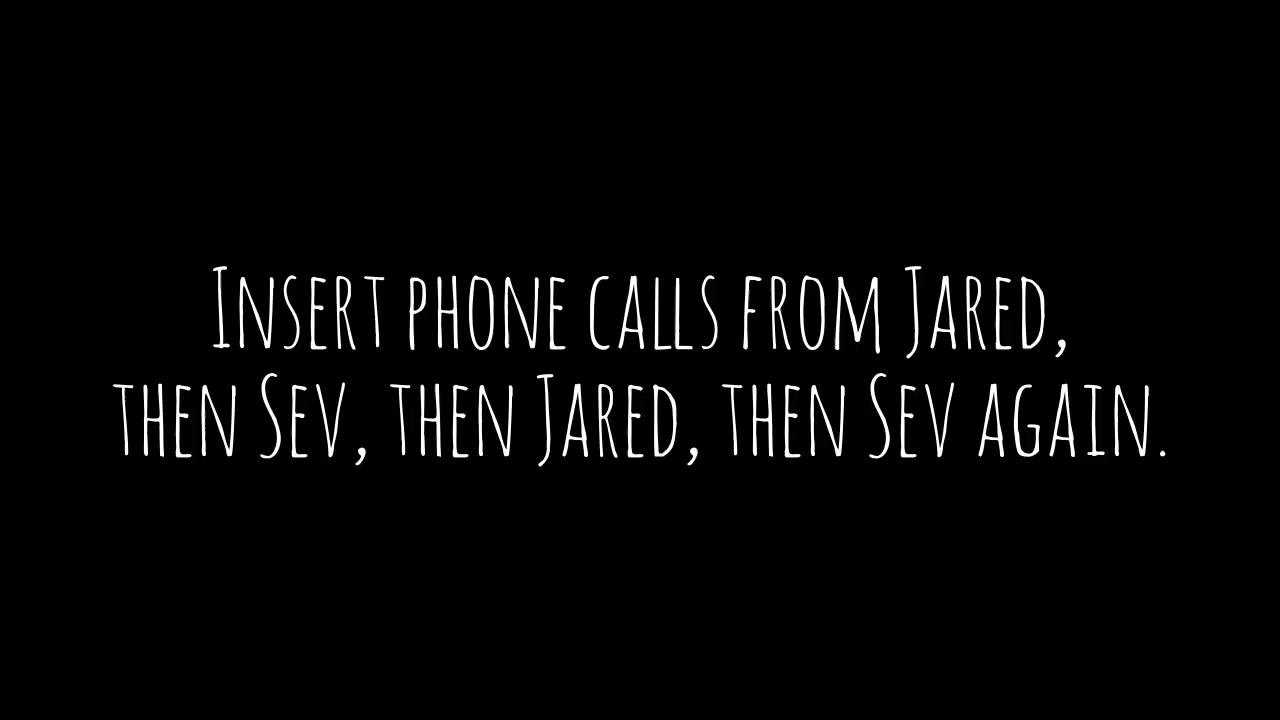 Insert phone calls from Jared,
then Sev, then Jared, then Sev again.